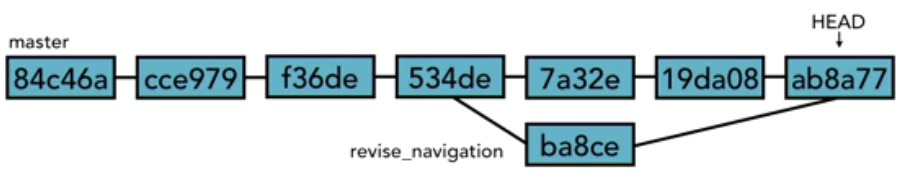 HEAD
master
84c46a cce979 f36de 534de 7a32e 19da08 ab8a77
revise_navigation ba8ce